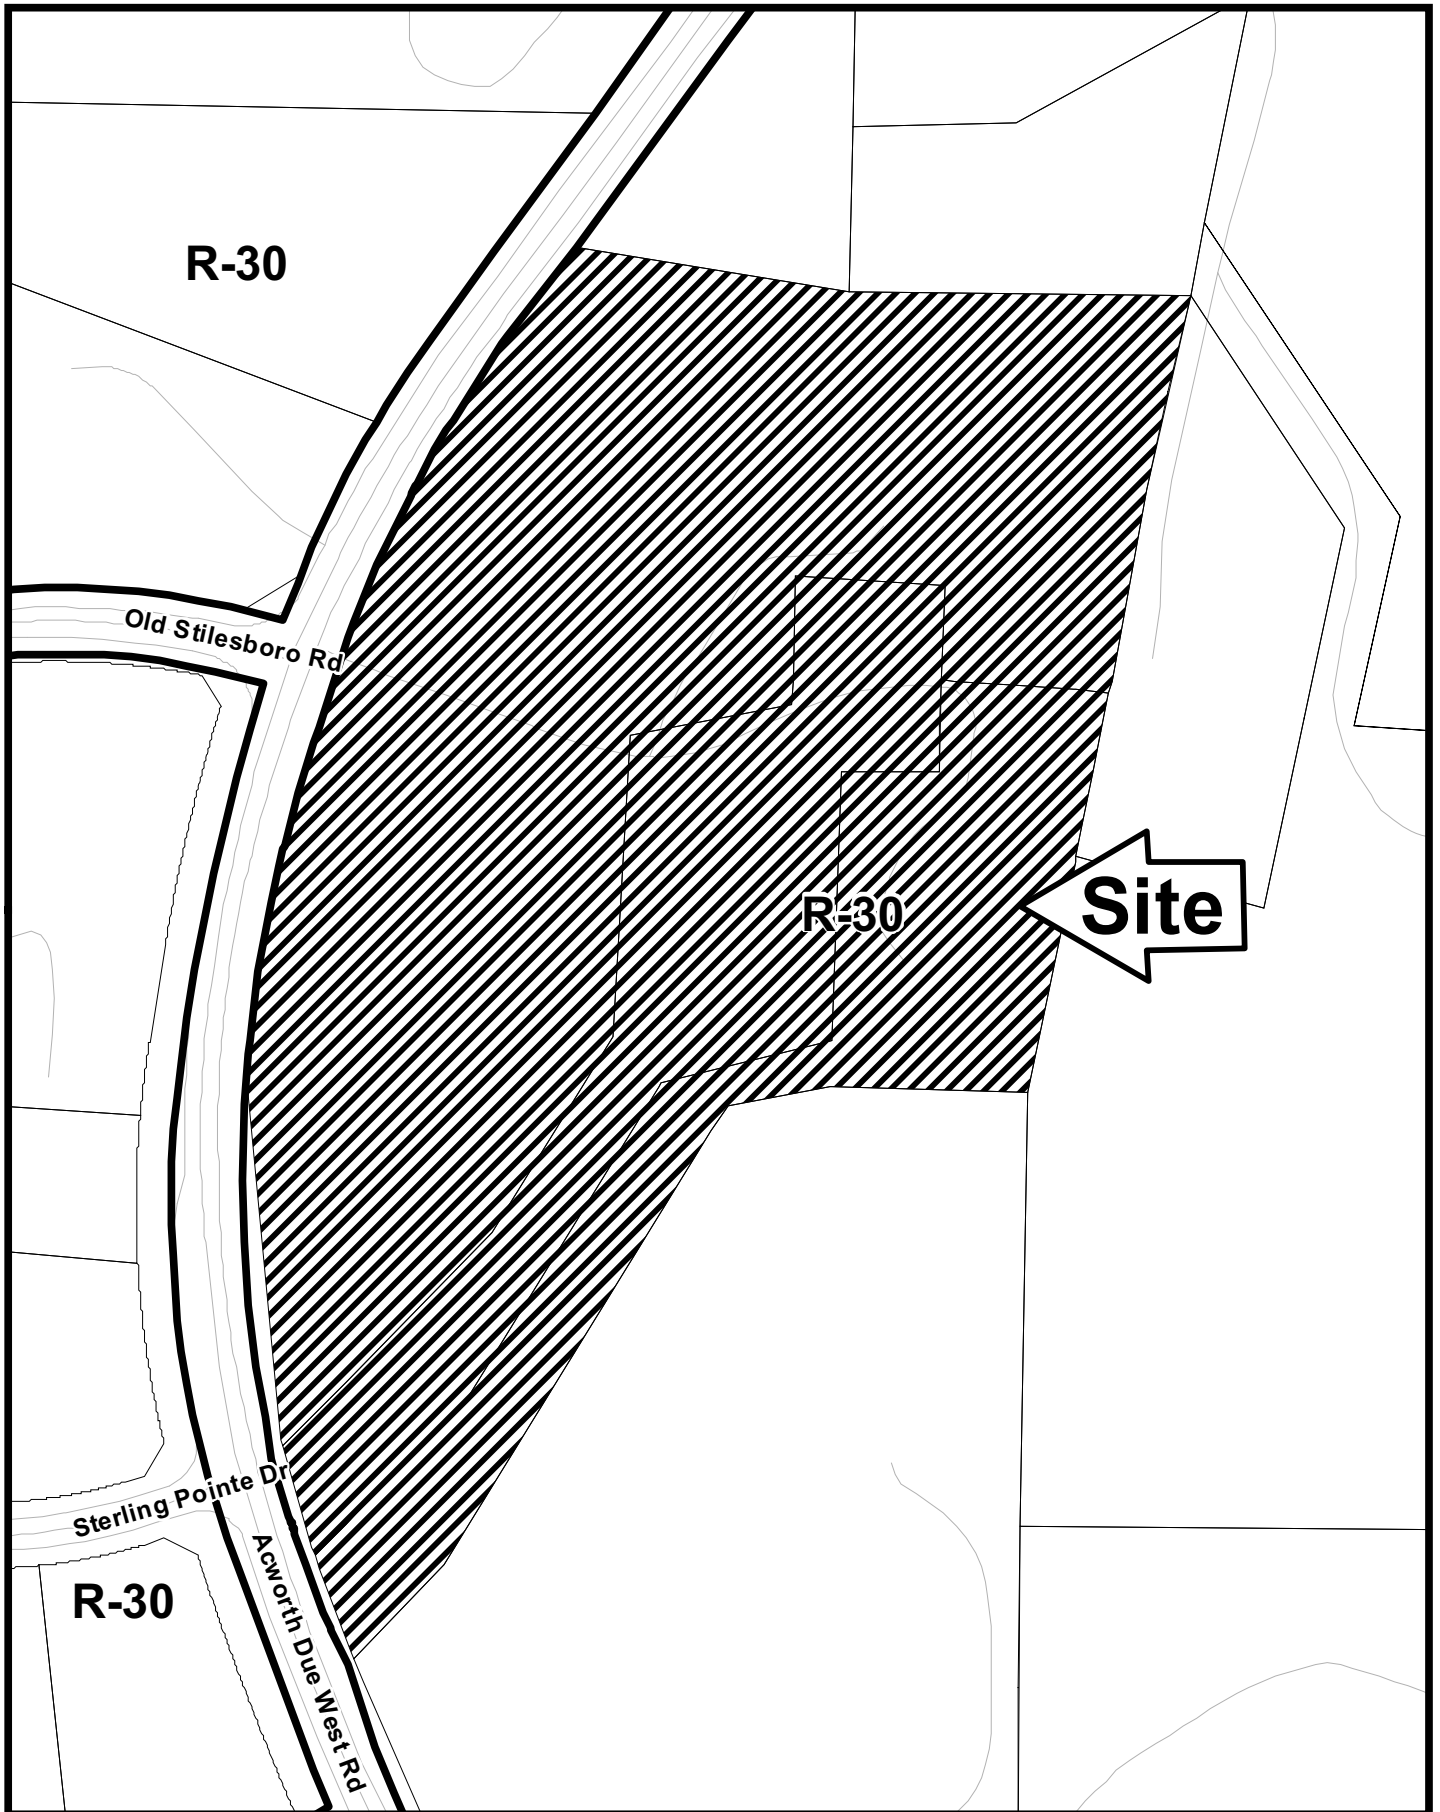 R-30
Old Stilesboro Rd
R-30
Site
Sterling Pointe Dr
Acworth Due West Rd
R-30